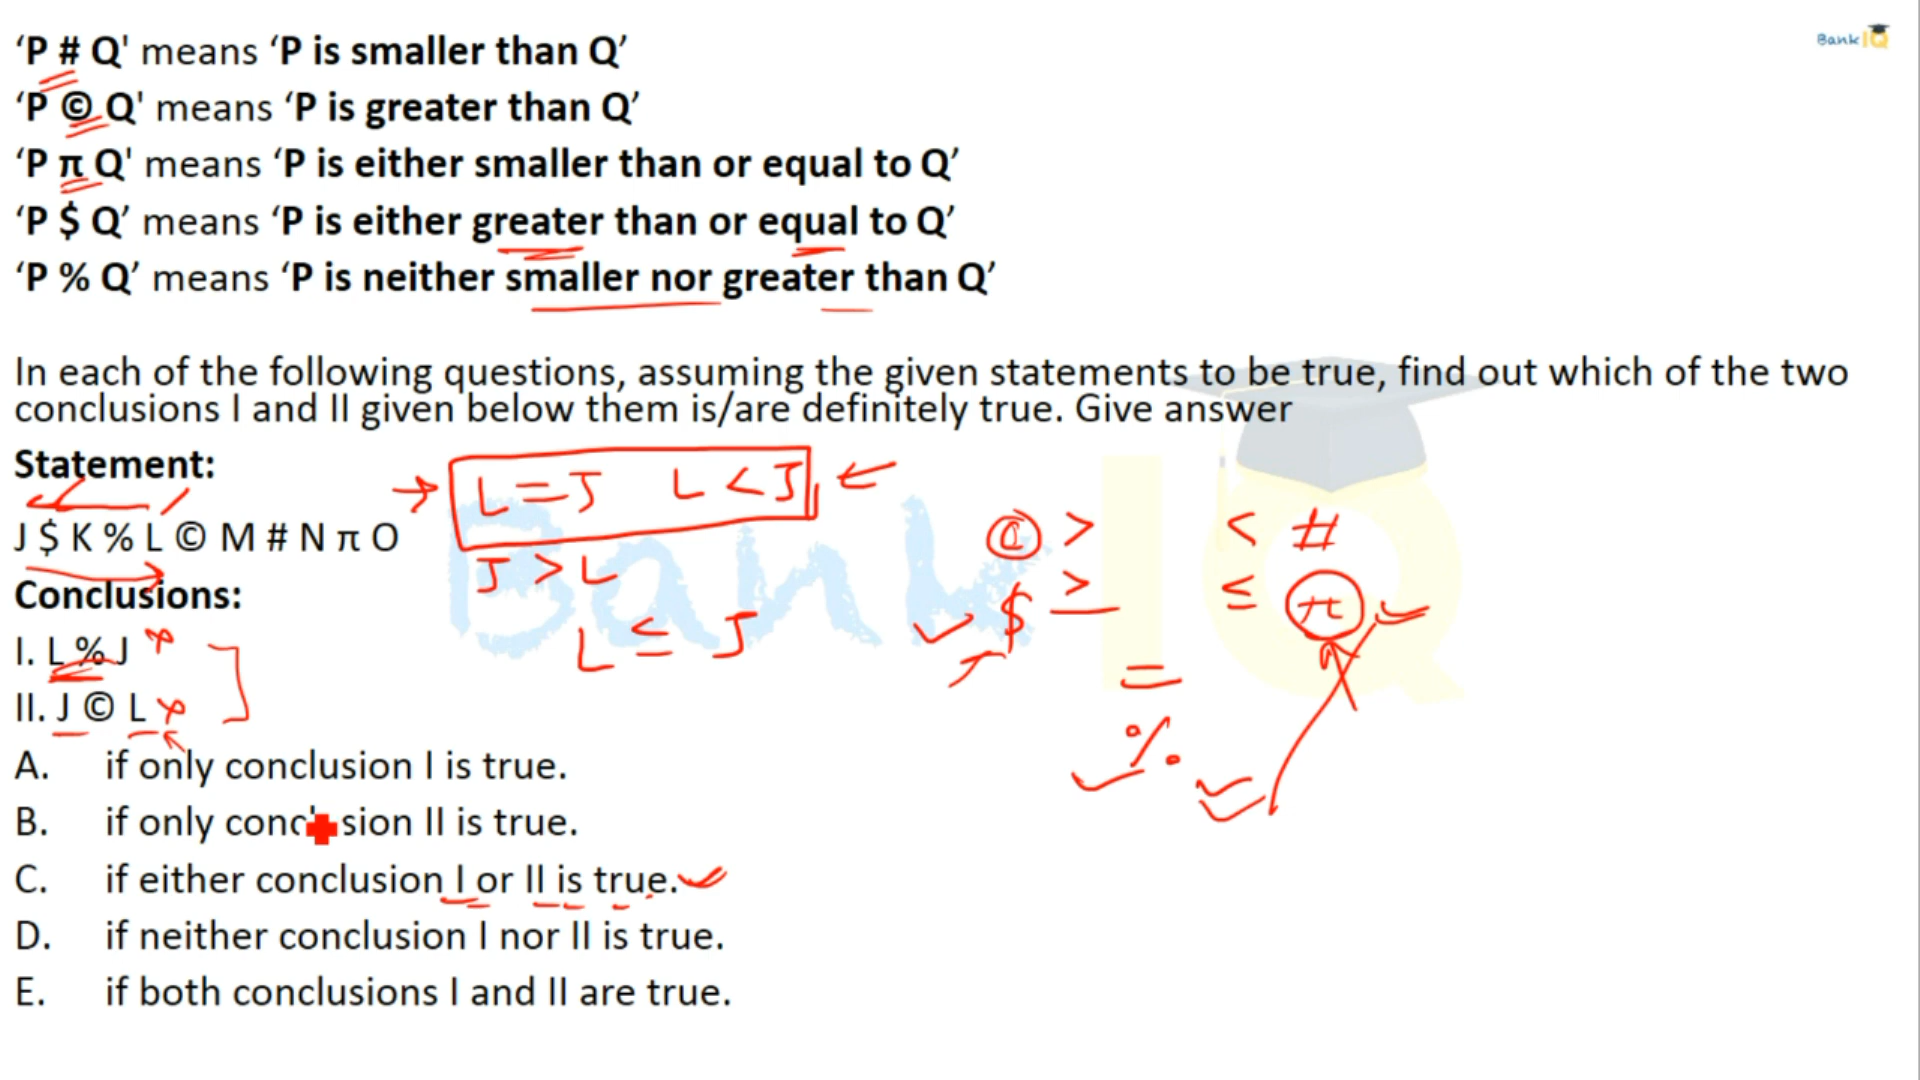 ‘P # Q' means ‘P is smaller than Q’
Bank IQ
‘P © Q' means ‘P is greater than Q’
‘P π Q' means ‘P is either smaller than or equal to Q’
‘P $ Q’ means ‘P is either greater than or equal to Q’
‘P % Q’ means ‘P is neither smaller nor greater than Q’
In each of the following questions, assuming the given statements to be true, find out which of the two
conclusions I and II given below them is/are definitely true. Give answer
Statement:
L = J L < J
J $ K % L © M # N π O
© > < #
J > L
$ ≥ ≤ π
Conclusions:
L ≤ J
I. L % J
=
II. J © L
%
A. if only conclusion I is true.
B. if only conc sion II is true.
C. if either conclusion I or II is true.
D. if neither conclusion I nor II is true.
E. if both conclusions I and II are true.
Bank IQ